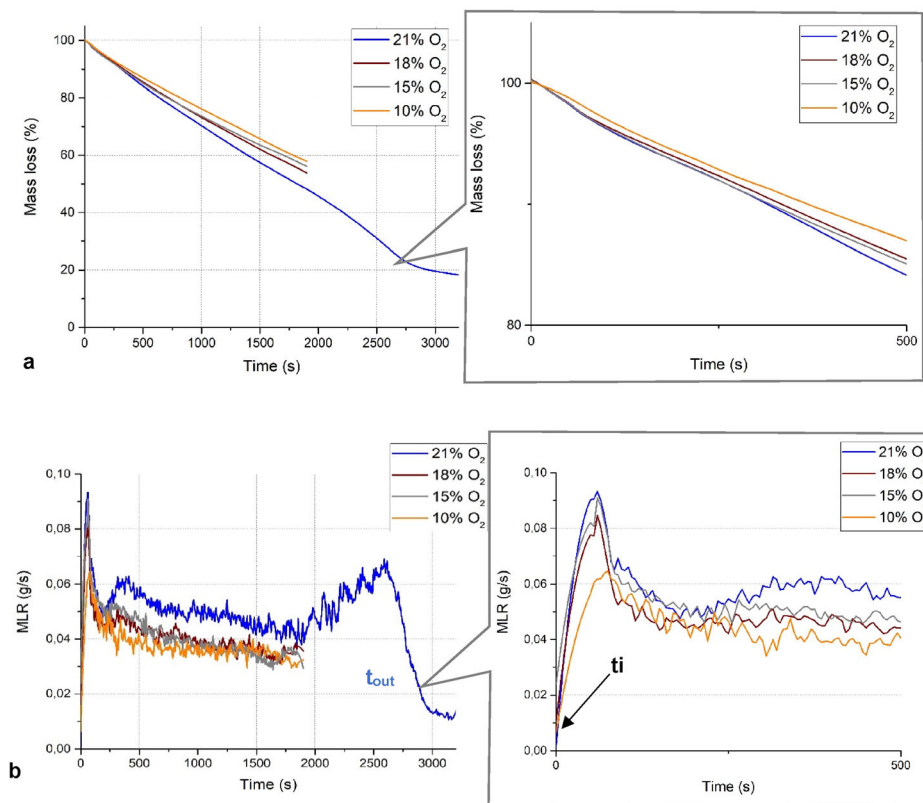 100
80
60
40
20
0
Mass loss (%)
0 500 1000 1500 2000 2500 3000
Time (s)
21% O2
18% O2
15% O2
10% O2
a
100
80
Mass loss (%)
0 500
Time (s)
21% O2
18% O2
15% O2
10% O2
0,10
0,08
0,06
0,04
0,02
0,00
MLR (g/s)
0 500 1000 1500 2000 2500 3000
Time (s)
21% O2
18% O2
15% O2
10% O2
tout
b
0,10
0,08
0,06
0,04
0,02
0,00
MLR (g/s)
0 500
Time (s)
21% O
18% O
15% O
10% O
ti